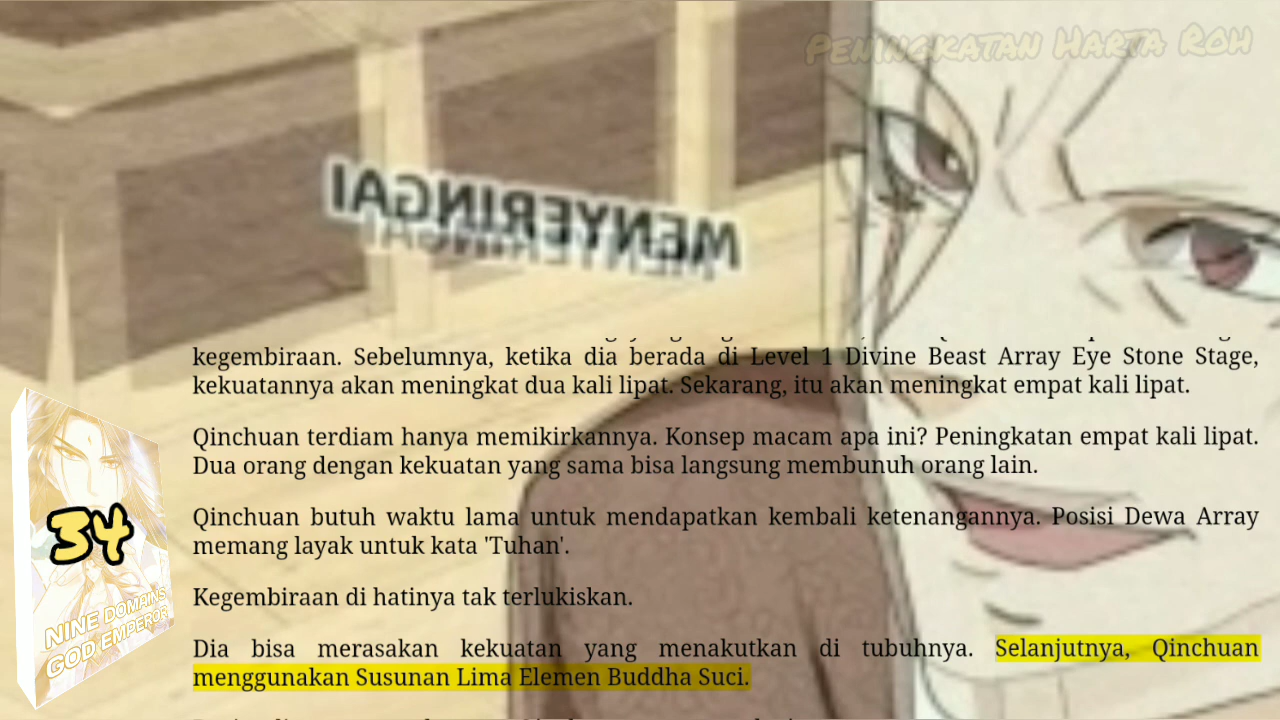 Peningkatan Harta Roh
MENYERINGAI
kegembiraan. Sebelumnya, ketika dia berada di Level 1 Divine Beast Array Eye Stone Stage,
kekuatannya akan meningkat dua kali lipat. Sekarang, itu akan meningkat empat kali lipat.
Qinchuan terdiam hanya memikirkannya. Konsep macam apa ini? Peningkatan empat kali lipat.
Dua orang dengan kekuatan yang sama bisa langsung membunuh orang lain.
Qinchuan butuh waktu lama untuk mendapatkan kembali ketenangannya. Posisi Dewa Array
memang layak untuk kata 'Tuhan'.
Kegembiraan di hatinya tak terlukiskan.
Dia bisa merasakan kekuatan yang menakutkan di tubuhnya. Selanjutnya, Qinchuan
menggunakan Susunan Lima Elemen Buddha Suci.
34
NINE DOMAINS
GOD EMPEROR